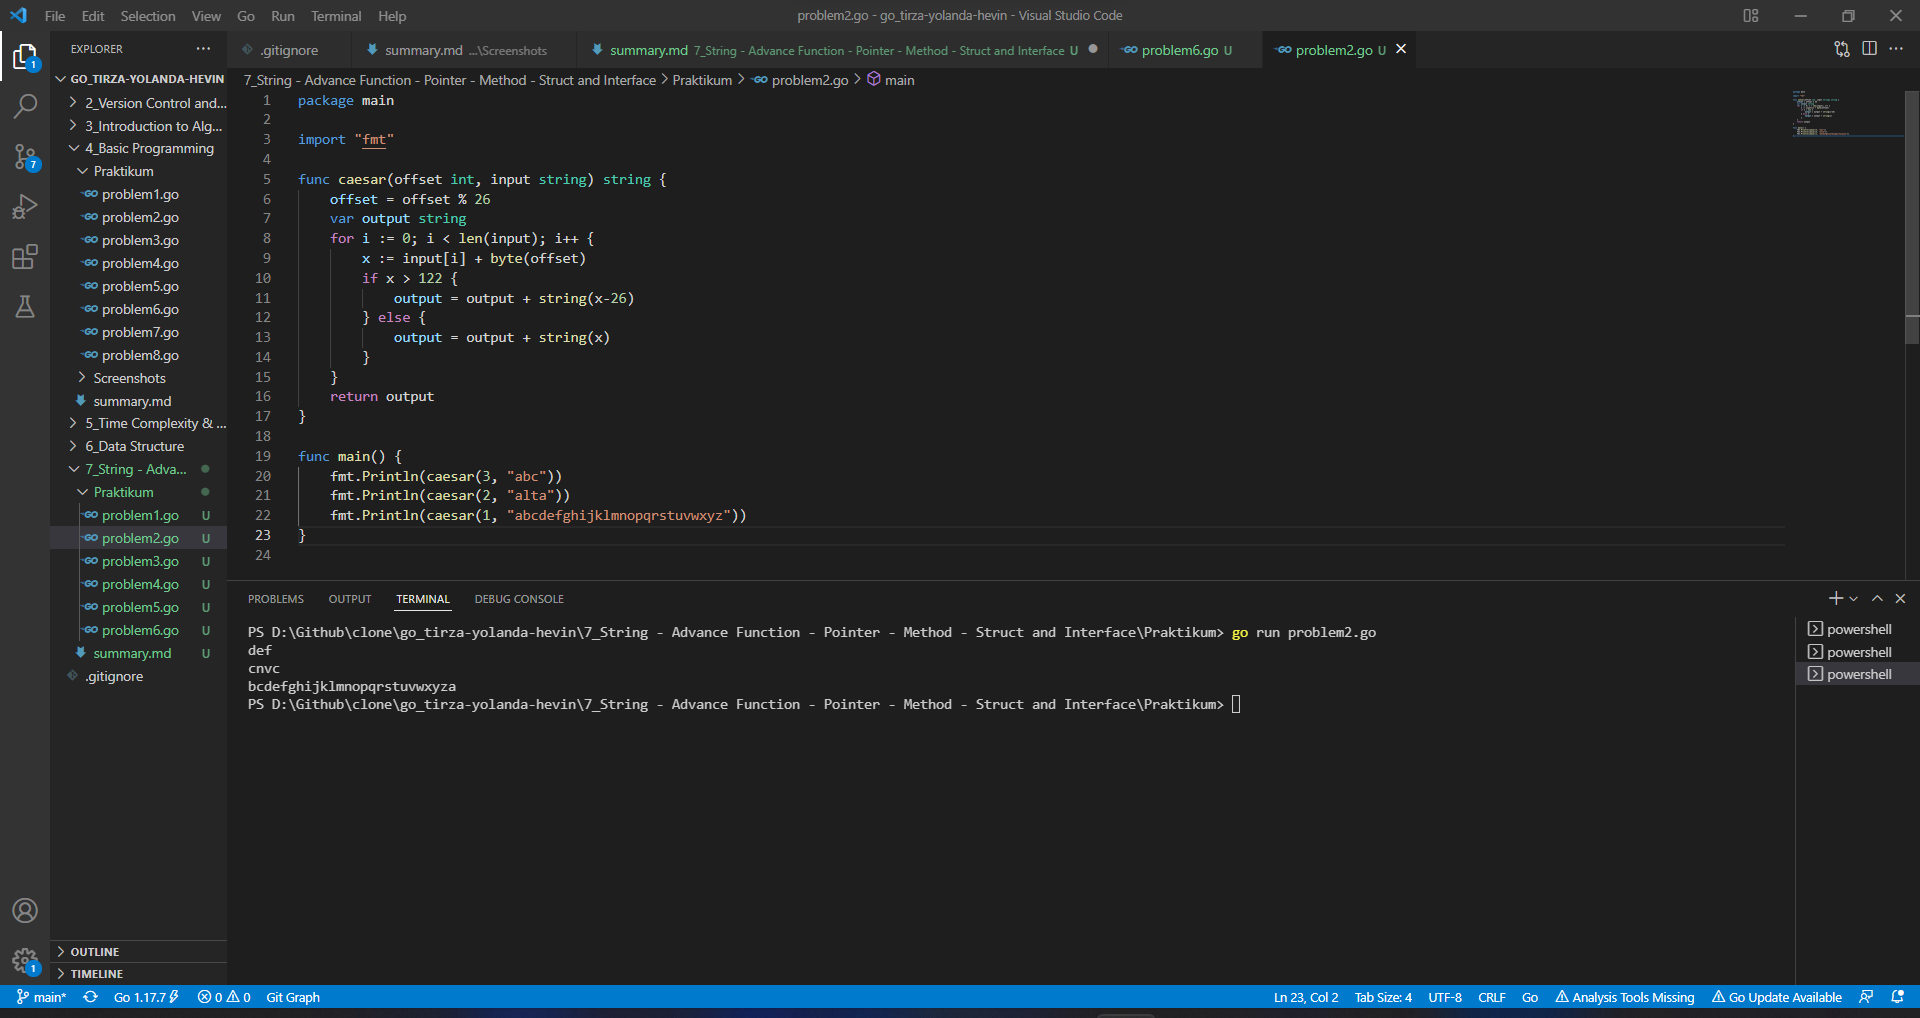 File Edit Selection View Go Run Terminal Help
problem2.go - go_tirza-yolanda-hevin - Visual Studio Code
EXPLORER
GO_TIRZA-YOLANDA-HEVIN
2_Version Control and...
3_Introduction to Alg...
4_Basic Programming
Praktikum
problem1.go
problem2.go
problem3.go
problem4.go
problem5.go
problem6.go
problem7.go
problem8.go
Screenshots
summary.md
5_Time Complexity & ...
6_Data Structure
7_String - Adva...
Praktikum
problem1.go U
problem2.go U
problem3.go U
problem4.go U
problem5.go U
problem6.go U
summary.md U
.gitignore
OUTLINE
TIMELINE
1
7
1
.gitignore
summary.md ...\Screenshots
summary.md 7_String - Advance Function - Pointer - Method - Struct and Interface U
problem6.go U
problem2.go U
7_String - Advance Function - Pointer - Method - Struct and Interface > Praktikum > problem2.go > main
1 package main
2
3 import "fmt"
4
5 func caesar(offset int, input string) string {
6 offset = offset % 26
7 var output string
8 for i := 0; i < len(input); i++ {
9 x := input[i] + byte(offset)
10 if x > 122 {
11 output = output + string(x-26)
12 } else {
13 output = output + string(x)
14 }
15 }
16 return output
17 }
18
19 func main() {
20 fmt.Println(caesar(3, "abc"))
21 fmt.Println(caesar(2, "alta"))
22 fmt.Println(caesar(1, "abcdefghijklmnopqrstuvwxyz"))
23 }
24
PROBLEMS OUTPUT TERMINAL DEBUG CONSOLE
PS D:\Github\clone\go_tirza-yolanda-hevin\7_String - Advance Function - Pointer - Method - Struct and Interface\Praktikum> go run problem2.go
def
cnvc
bcdefghijklmnopqrstuvwxyza
PS D:\Github\clone\go_tirza-yolanda-hevin\7_String - Advance Function - Pointer - Method - Struct and Interface\Praktikum>
powershell
powershell
powershell
main* Go 1.17.7 0 0 Git Graph
Ln 23, Col 2 Tab Size: 4 UTF-8 CRLF Go Analysis Tools Missing Go Update Available